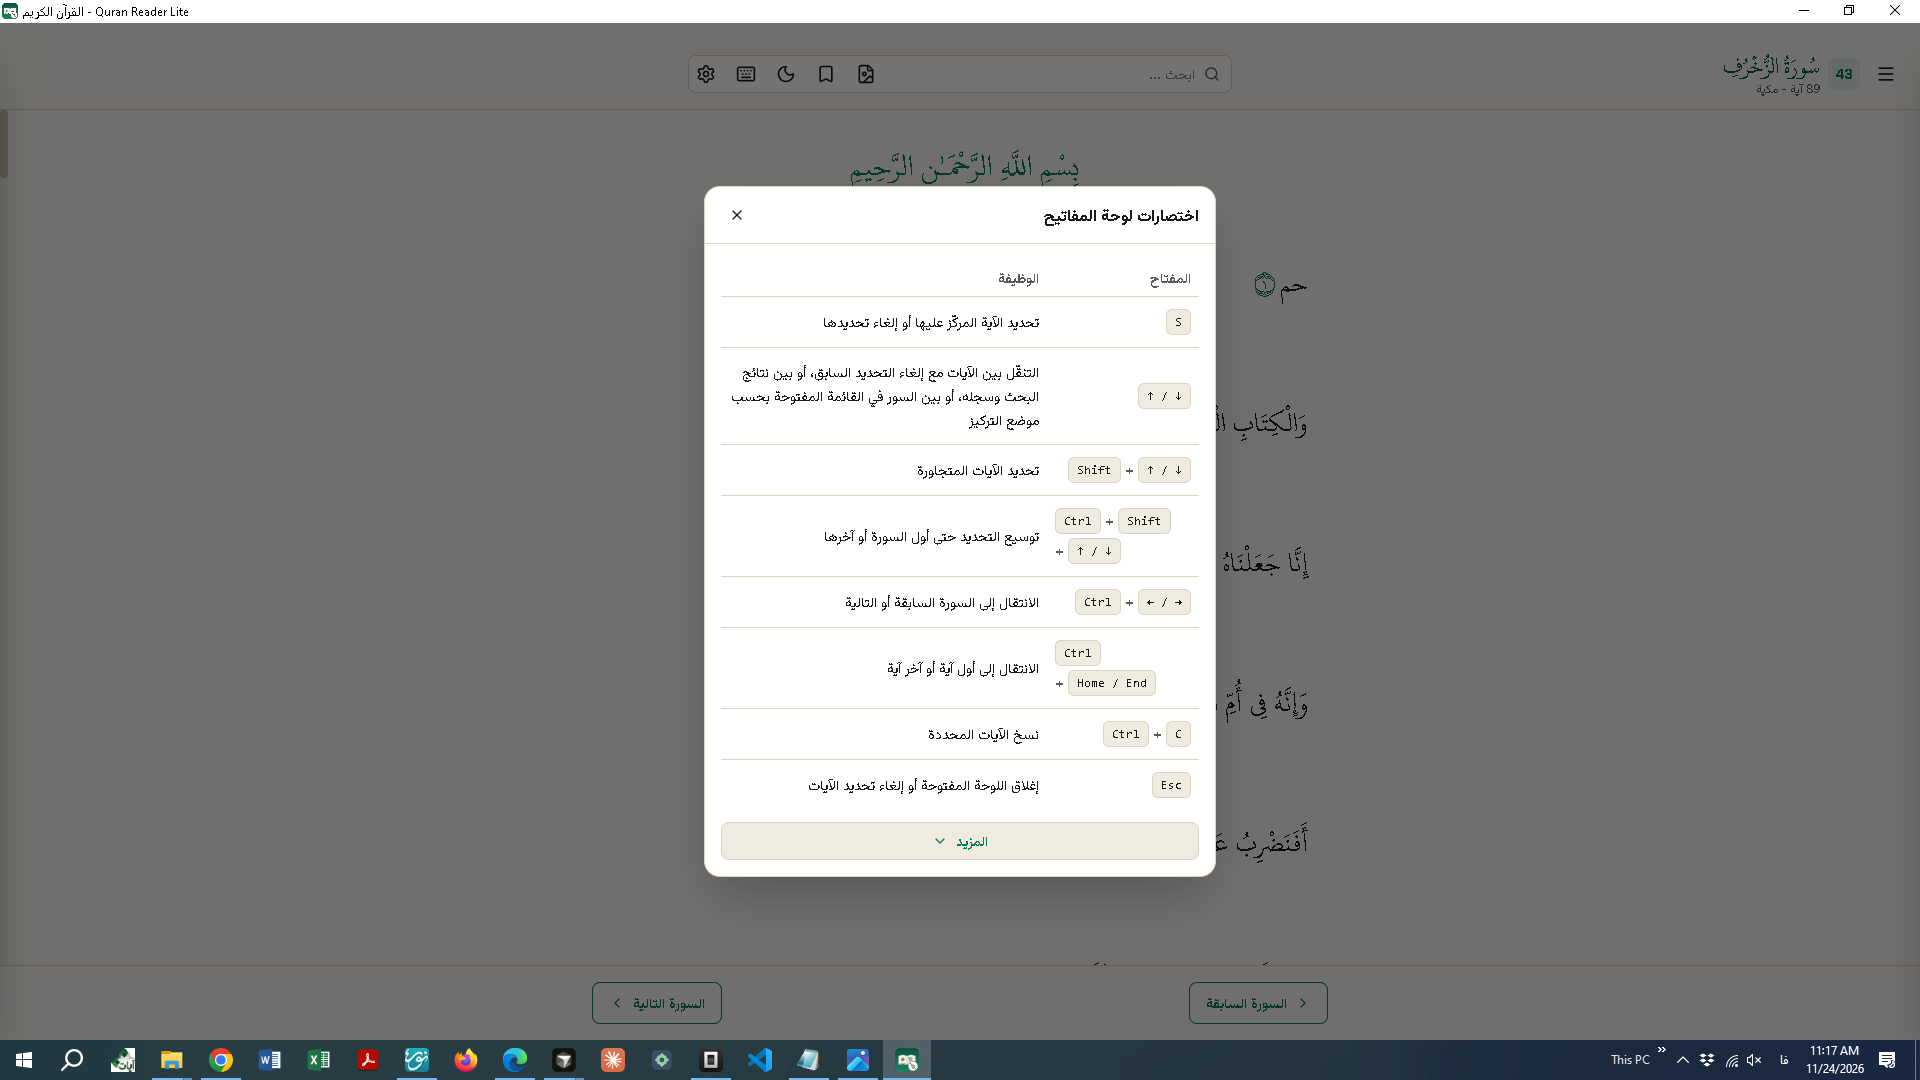 القرآن الكريم - Quran Reader Lite
سُورَةُ الزُّخْرُفِ
43
89 آية - مكية
ابحث ...
بِسْمِ اللَّهِ الرَّحْمَـٰنِ الرَّحِيمِ
حم ١
وَالْكِتَابِ
إِنَّا جَعَلْنَاهُ
وَإِنَّهُ فِي أُمِّ
أَفَنَضْرِبُ
اختصارات لوحة المفاتيح
المفتاح الوظيفة
S تحديد الآية المركّز عليها أو إلغاء تحديدها
↑ / ↓ التنقّل بين الآيات مع إلغاء التحديد السابق، أو بين نتائج
البحث وسجله، أو بين السور في القائمة المفتوحة بحسب
موضع التركيز
Shift + ↑ / ↓ تحديد الآيات المتجاورة
Ctrl + Shift
+ ↑ / ↓
توسيع التحديد حتى أول السورة أو آخرها
Ctrl + ← / → الانتقال إلى السورة السابقة أو التالية
Ctrl
+ Home / End
الانتقال إلى أول آية أو آخر آية
Ctrl + C نسخ الآيات المحددة
Esc إغلاق اللوحة المفتوحة أو إلغاء تحديد الآيات
المزيد
السورة السابقة
السورة التالية
This PC
فا
11:17 AM
11/24/2026